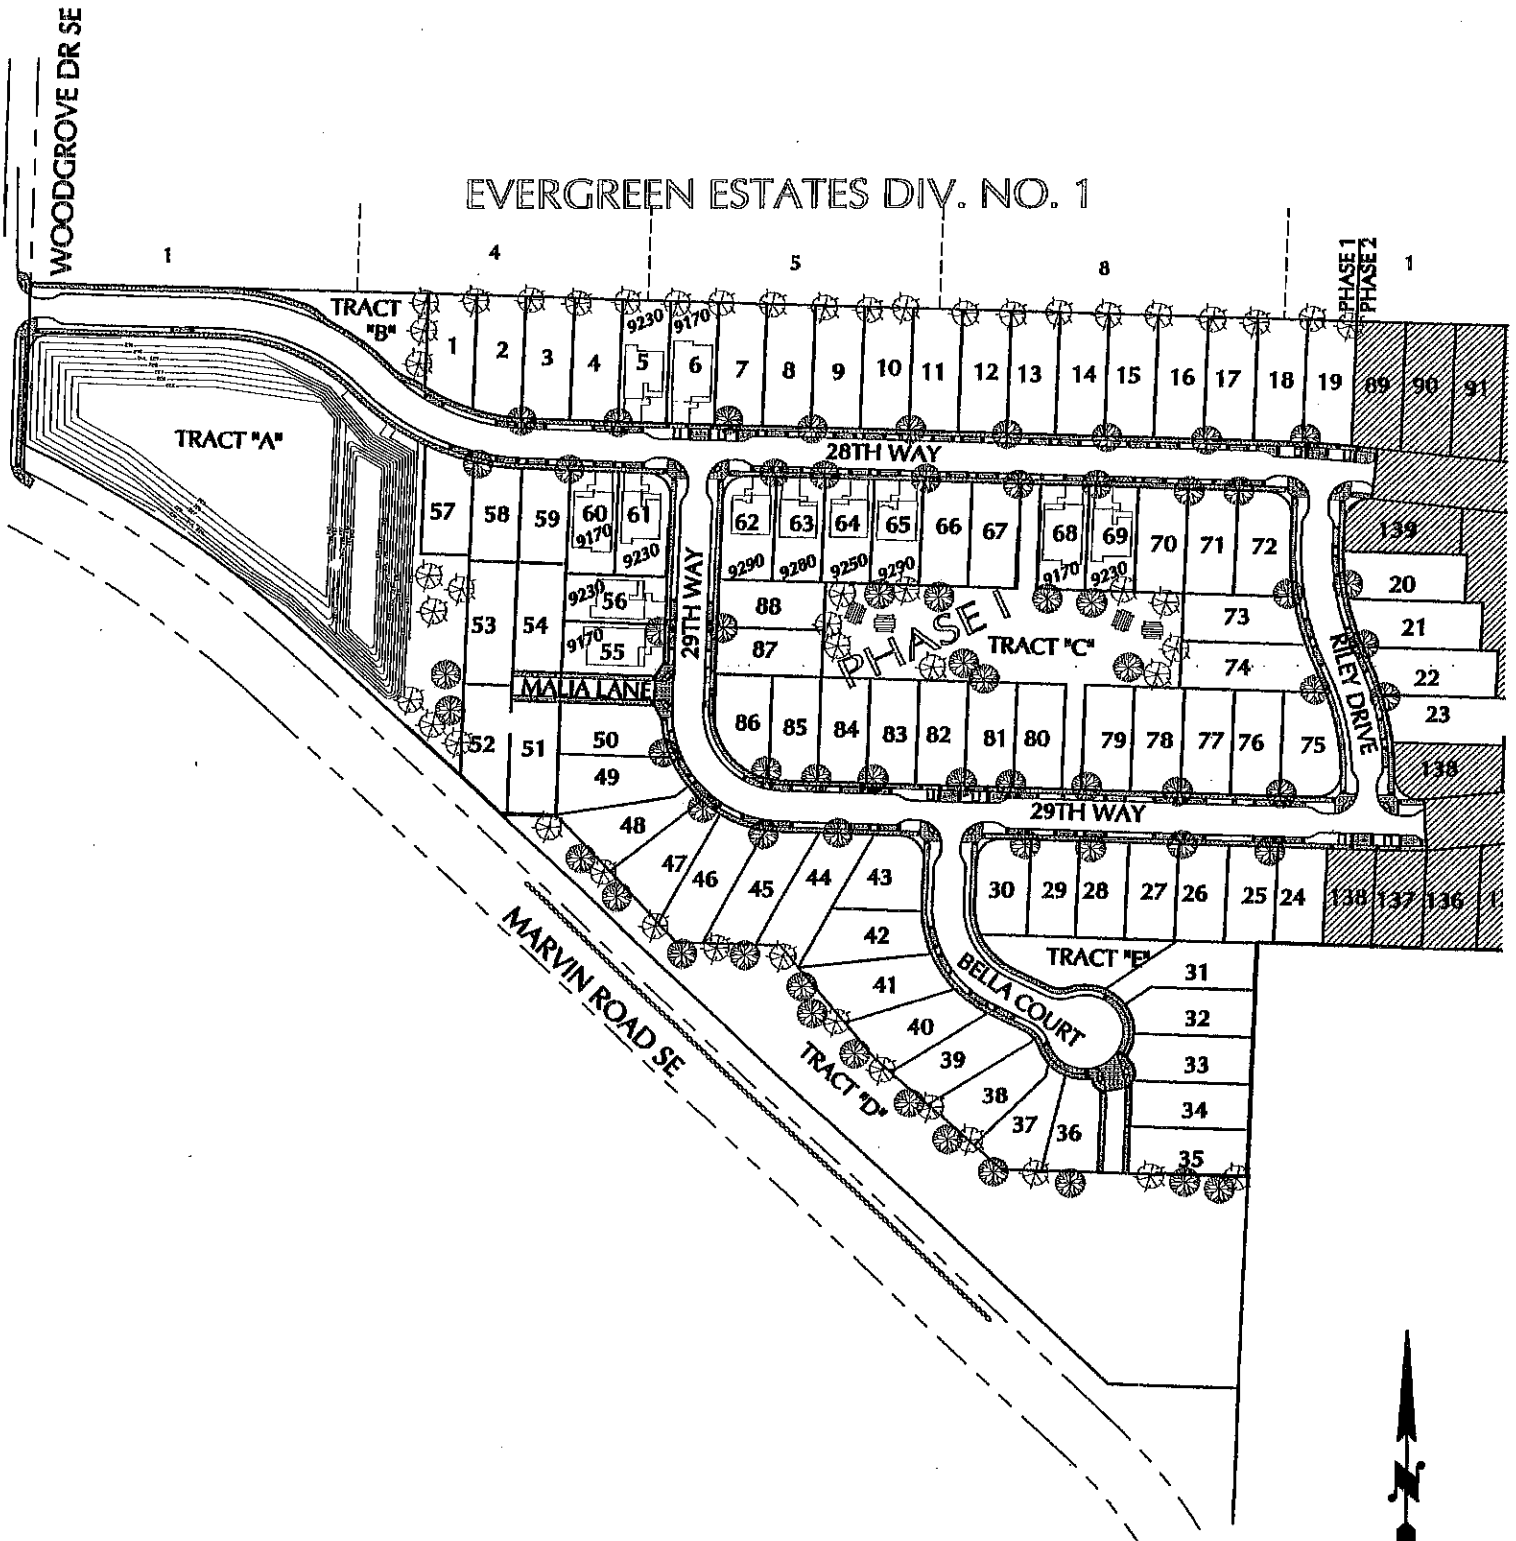 WOODGROVE DR SE
EVERGREEN ESTATES DIV. NO. 1
1
4
5
8
PHASE 1
PHASE 2
1
TRACT
"B"
9230 9170
1 2 3 4 5 6 7 8 9 10 11 12 13 14 15 16 17 18 19 89 90 91
TRACT "A"
28TH WAY
57 58 59 60 61 62 63 64 65 66 67 68 69 70 71 72 139
9170 9230 9290 9280 9250 9290 9170 9230
29TH WAY
20
9230 56
88
PHASE I
73
21
53 54
9170 55
87
TRACT "C"
74
RILEY DRIVE
22
MALIA LANE
23
52 51 50
49
86 85 84 83 82 81 80 79 78 77 76 75
138
29TH WAY
48 47 46 45 44 43
30 29 28 27 26 25 24 138 137 136
42
MARVIN ROAD SE
BELLA COURT
TRACT "E"
31
41
32
40
39
33
TRACT "D"
38
34
37 36
35
N